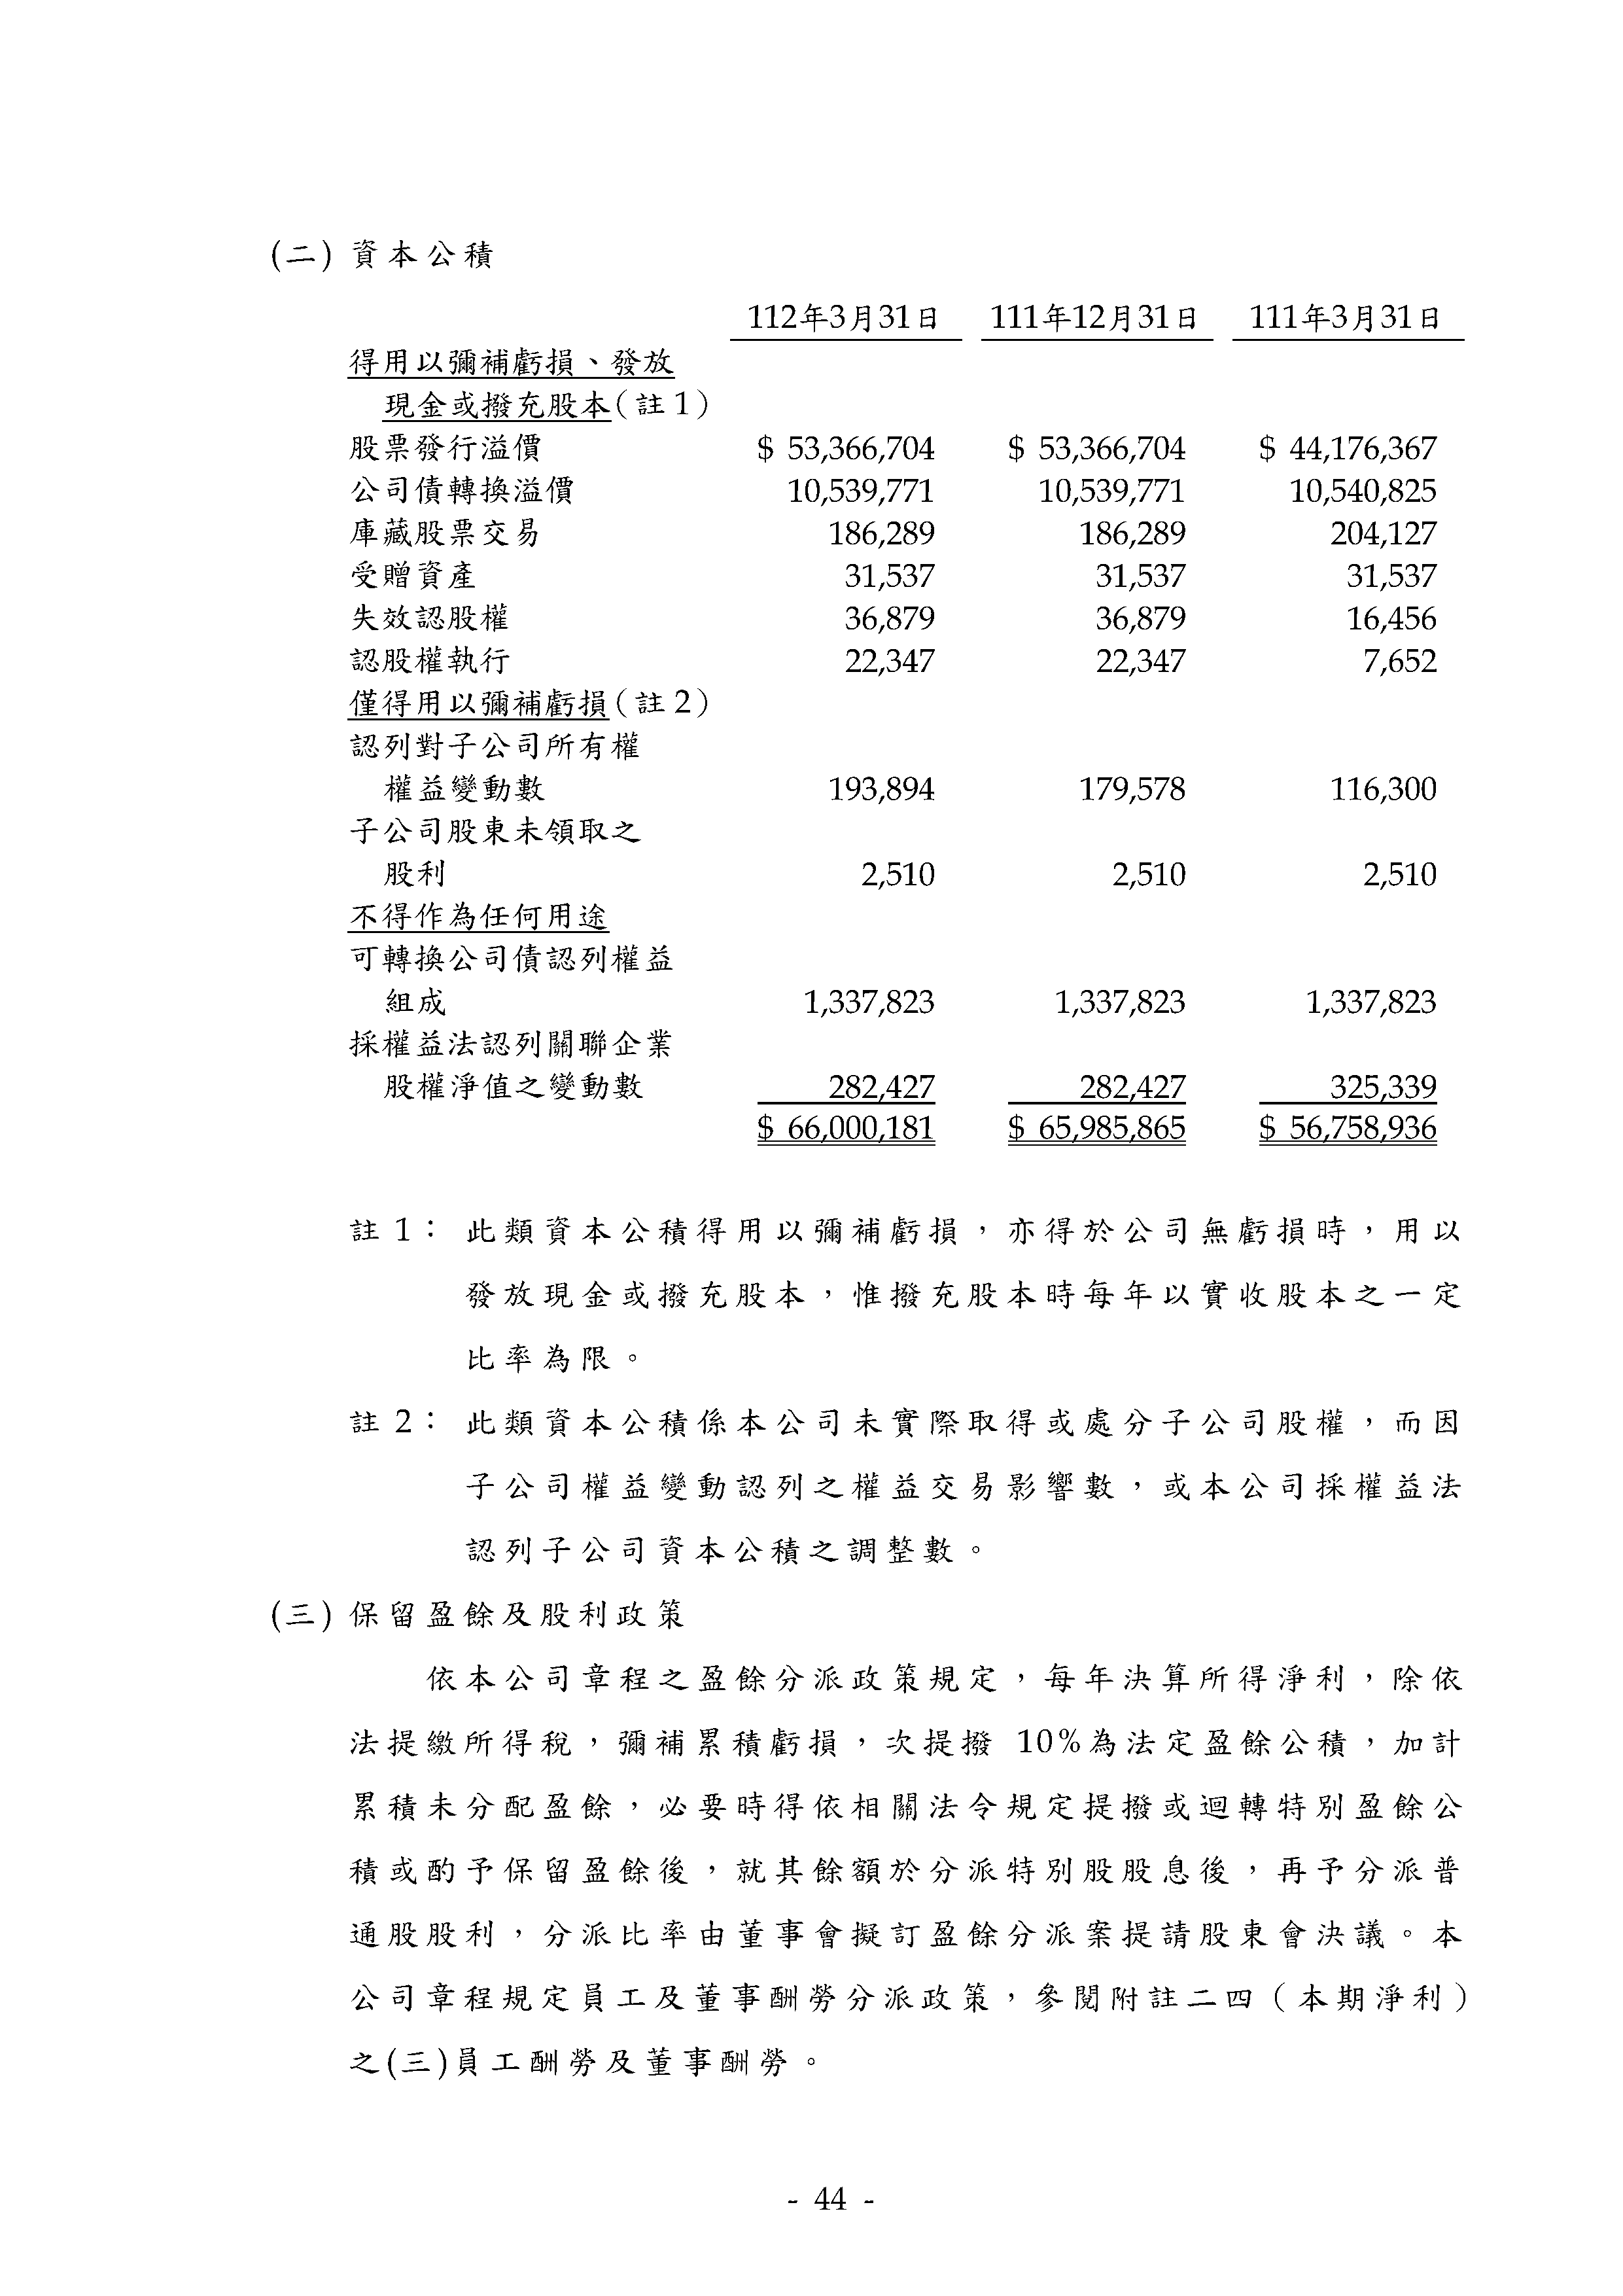 (二) 資本公積
112年3月31日 111年12月31日 111年3月31日
得用以彌補虧損、發放
現金或撥充股本(註1)
股票發行溢價 $ 53,366,704 $ 53,366,704 $ 44,176,367
公司債轉換溢價 10,539,771 10,539,771 10,540,825
庫藏股票交易 186,289 186,289 204,127
受贈資產 31,537 31,537 31,537
失效認股權 36,879 36,879 16,456
認股權執行 22,347 22,347 7,652
僅得用以彌補虧損(註2)
認列對子公司所有權
權益變動數 193,894 179,578 116,300
子公司股東未領取之
股利 2,510 2,510 2,510
不得作為任何用途
可轉換公司債認列權益
組成 1,337,823 1,337,823 1,337,823
採權益法認列關聯企業
股權淨值之變動數 282,427 282,427 325,339
$ 66,000,181 $ 65,985,865 $ 56,758,936
註 1：此類資本公積得用以彌補虧損，亦得於公司無虧損時，用以
發放現金或撥充股本，惟撥充股本時每年以實收股本之一定
比率為限。
註 2：此類資本公積係本公司未實際取得或處分子公司股權，而因
子公司權益變動認列之權益交易影響數，或本公司採權益法
認列子公司資本公積之調整數。
(三) 保留盈餘及股利政策
依本公司章程之盈餘分派政策規定，每年決算所得淨利，除依
法提繳所得稅，彌補累積虧損，次提撥 10%為法定盈餘公積，加計
累積未分配盈餘，必要時得依相關法令規定提撥或迴轉特別盈餘公
積或酌予保留盈餘後，就其餘額於分派特別股股息後，再予分派普
通股股利，分派比率由董事會擬訂盈餘分派案提請股東會決議。本
公司章程規定員工及董事酬勞分派政策，參閱附註二四（本期淨利）
之(三)員工酬勞及董事酬勞。
- 44 -